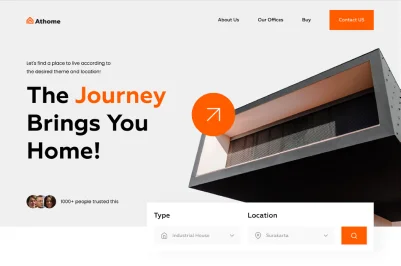 Athome
About Us
Our Offices
Buy
Contact US
Let's find a place to live according to
the desired theme and location!
The Journey
Brings You
Home!
1000+ people trusted this
Type
Location
Industrial House
Surakarta